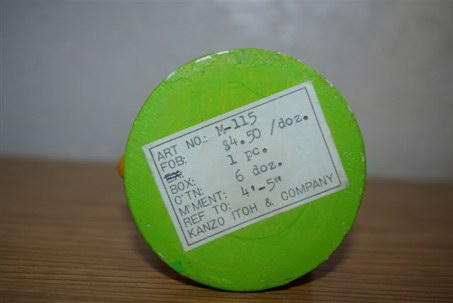 ART NO.: M-115
FOB: $4.50 /doz.
BOX: 1 pc.
C'TN: 6 doz.
M'MENT: 4'-5"
REF TO:
KANZO ITOH & COMPANY